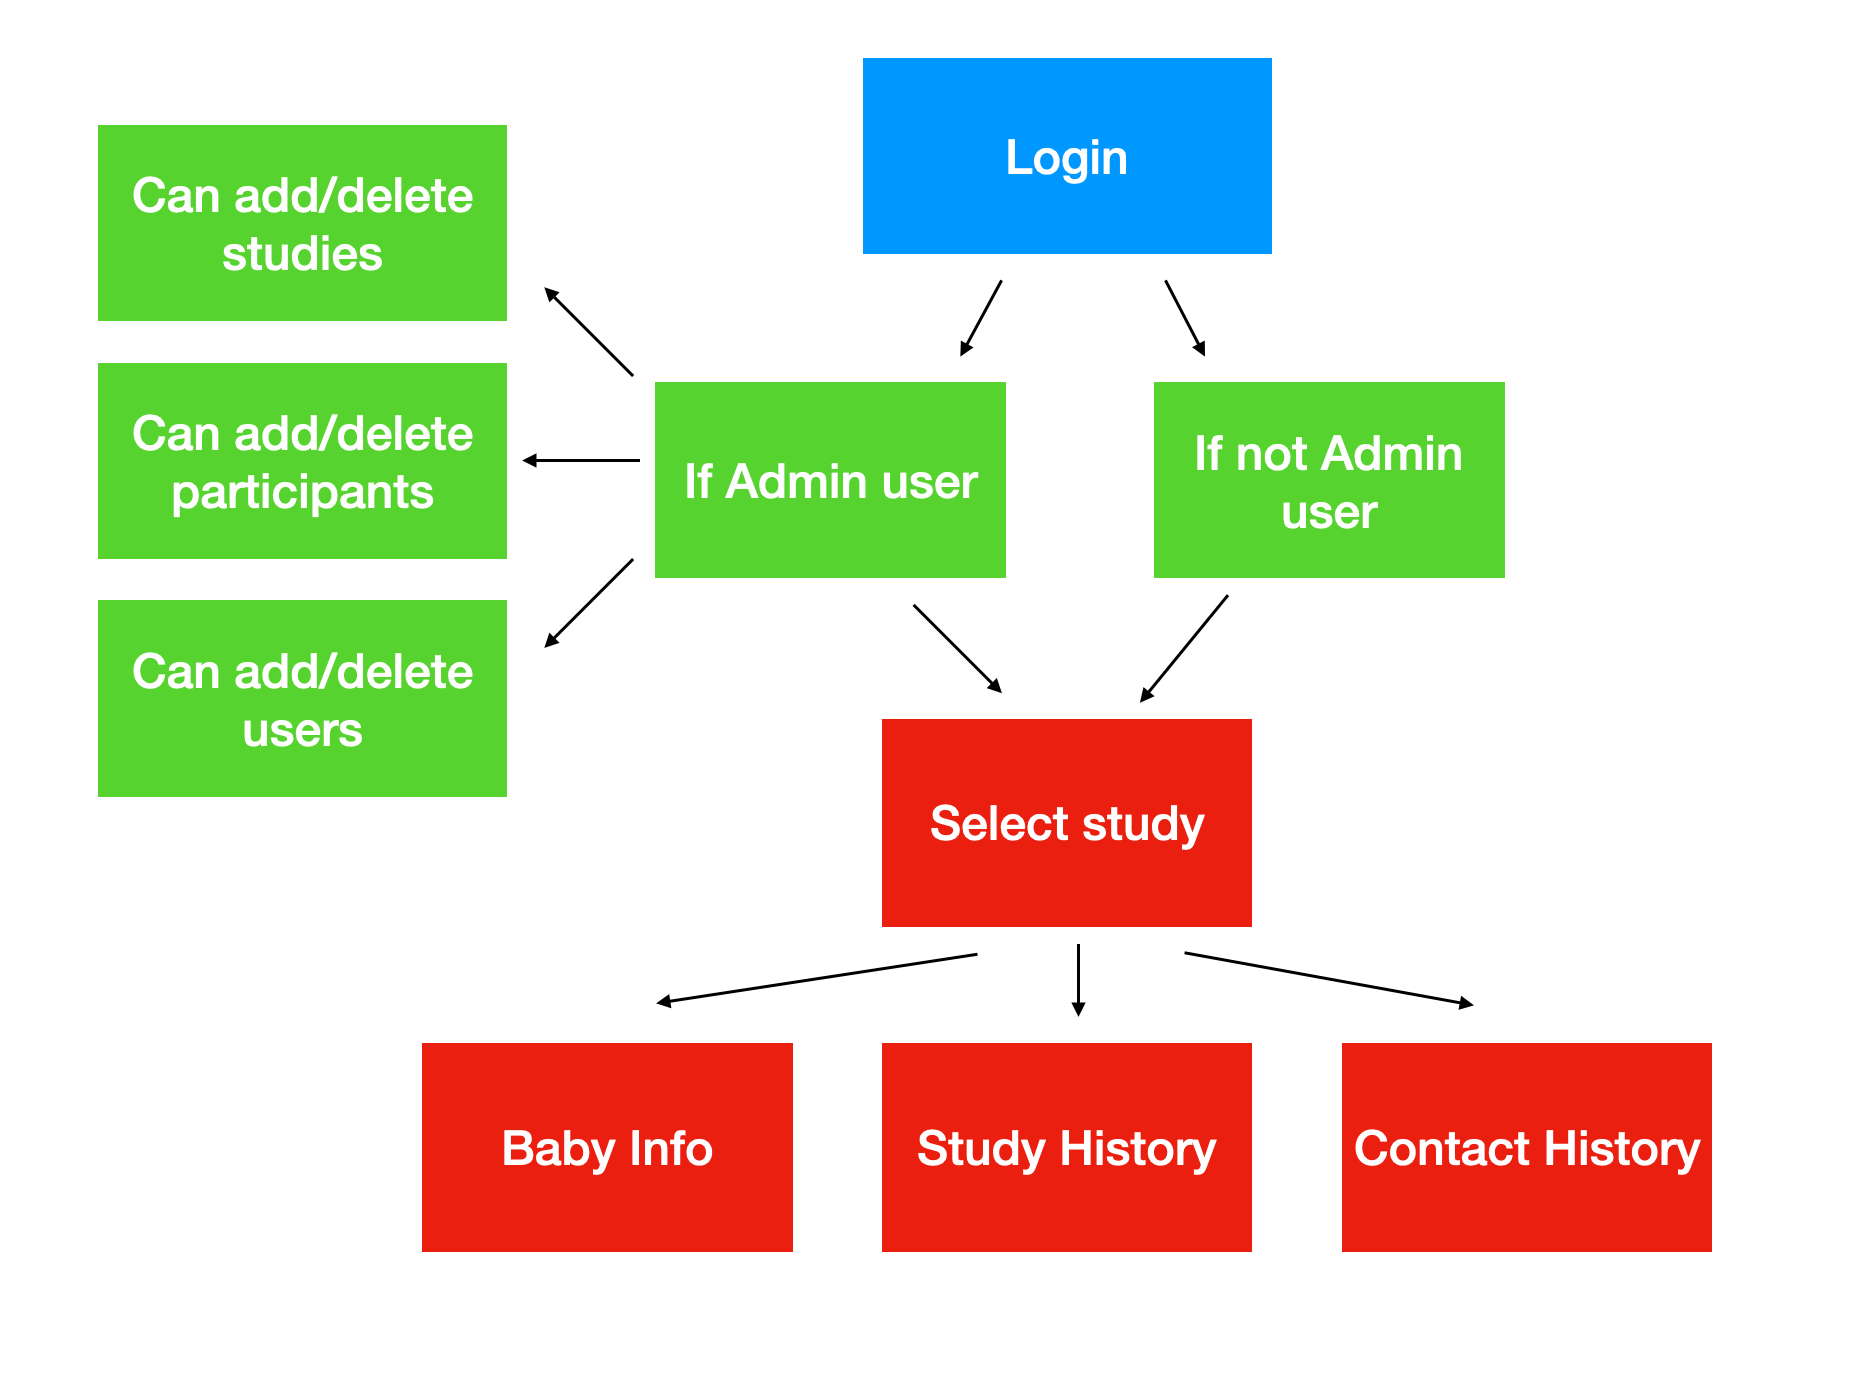 Login
Can add/delete
studies
Can add/delete
participants
Can add/delete
users
If Admin user
If not Admin
user
Select study
Baby Info
Study History
Contact History